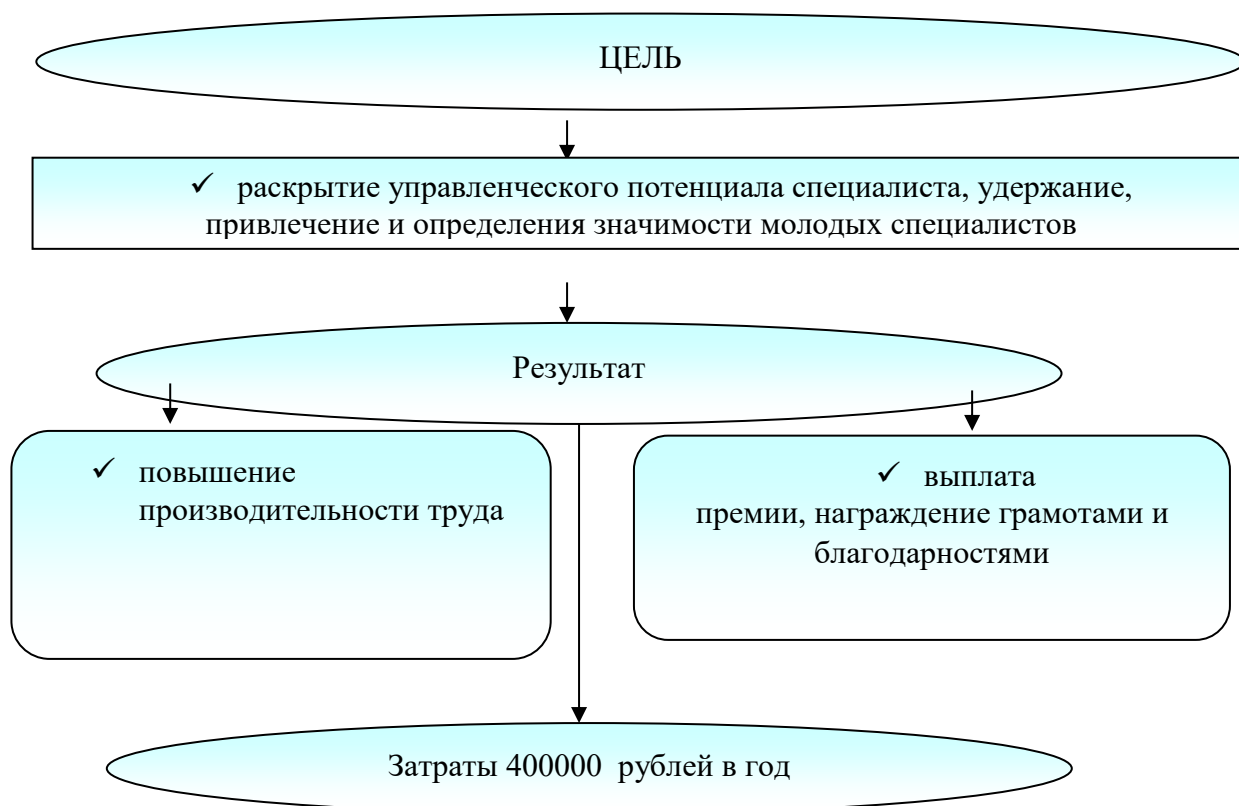 ЦЕЛЬ
✓ раскрытие управленческого потенциала специалиста, удержание,
привлечение и определения значимости молодых специалистов
Результат
✓ повышение
производительности труда
✓ выплата
премии, награждение грамотами и
благодарностями
Затраты 400000 рублей в год